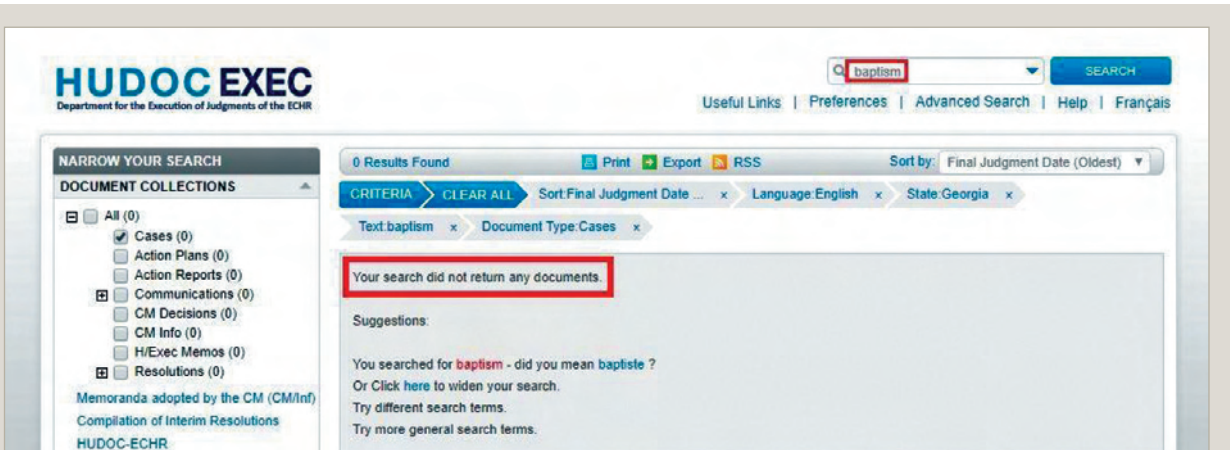 HUDOC EXEC
Department for the Execution of Judgments of the ECHR
baptism
SEARCH
Useful Links | Preferences | Advanced Search | Help | Français
NARROW YOUR SEARCH
DOCUMENT COLLECTIONS
All (0)
Cases (0)
Action Plans (0)
Action Reports (0)
Communications (0)
CM Decisions (0)
CM Info (0)
H/Exec Memos (0)
Resolutions (0)
Memoranda adopted by the CM (CM/Inf)
Compilation of Interim Resolutions
HUDOC-ECHR
0 Results Found
Print Export RSS
Sort by: Final Judgment Date (Oldest)
CRITERIA CLEAR ALL Sort:Final Judgment Date ... x Language:English x State:Georgia x
Text:baptism x Document Type:Cases x
Your search did not return any documents.
Suggestions:
You searched for baptism - did you mean baptiste ?
Or Click here to widen your search.
Try different search terms.
Try more general search terms.